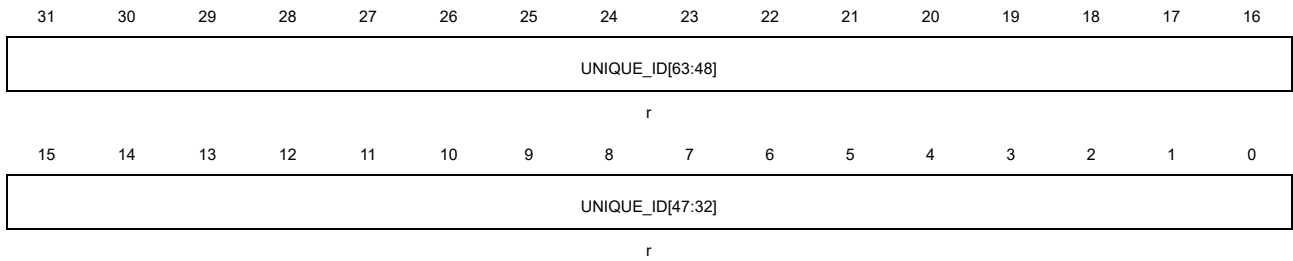 31 30 29 28 27 26 25 24 23 22 21 20 19 18 17 16
UNIQUE_ID[63:48]
r
15 14 13 12 11 10 9 8 7 6 5 4 3 2 1 0
UNIQUE_ID[47:32]
r